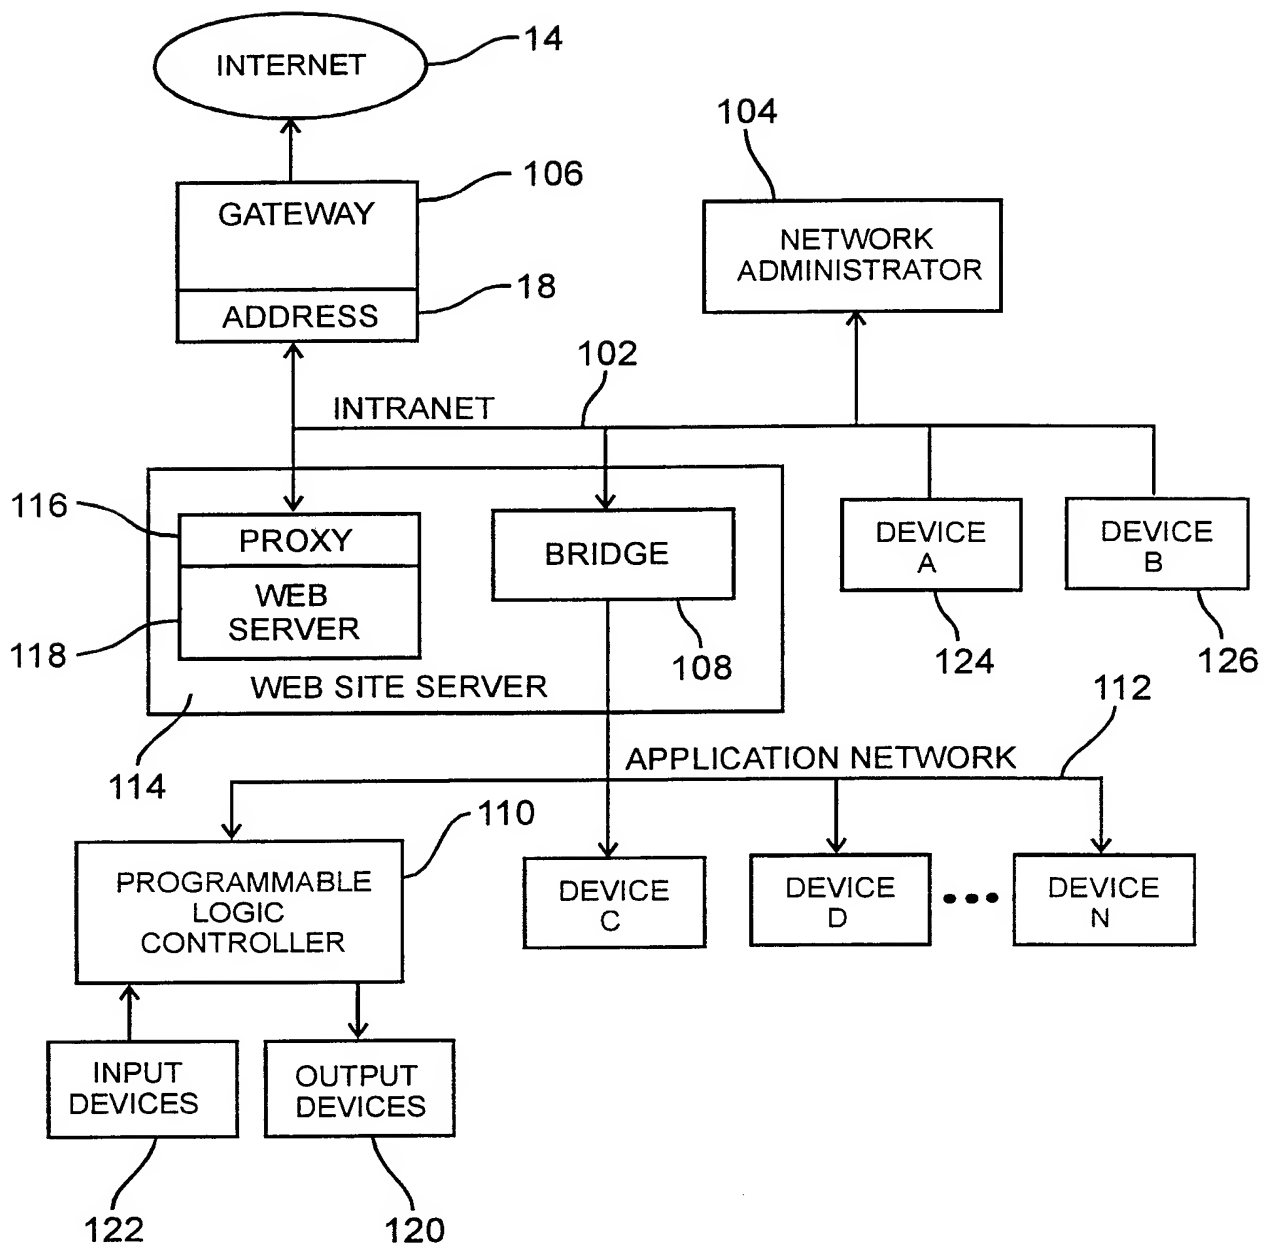 14
INTERNET
104
106
GATEWAY
NETWORK
ADMINISTRATOR
18
ADDRESS
102
INTRANET
116
PROXY
BRIDGE
DEVICE
A
DEVICE
B
WEB
SERVER
118
108
124
126
WEB SITE SERVER
112
114
APPLICATION NETWORK
110
PROGRAMMABLE
LOGIC
CONTROLLER
DEVICE
C
DEVICE
D
DEVICE
N
INPUT
DEVICES
OUTPUT
DEVICES
122
120